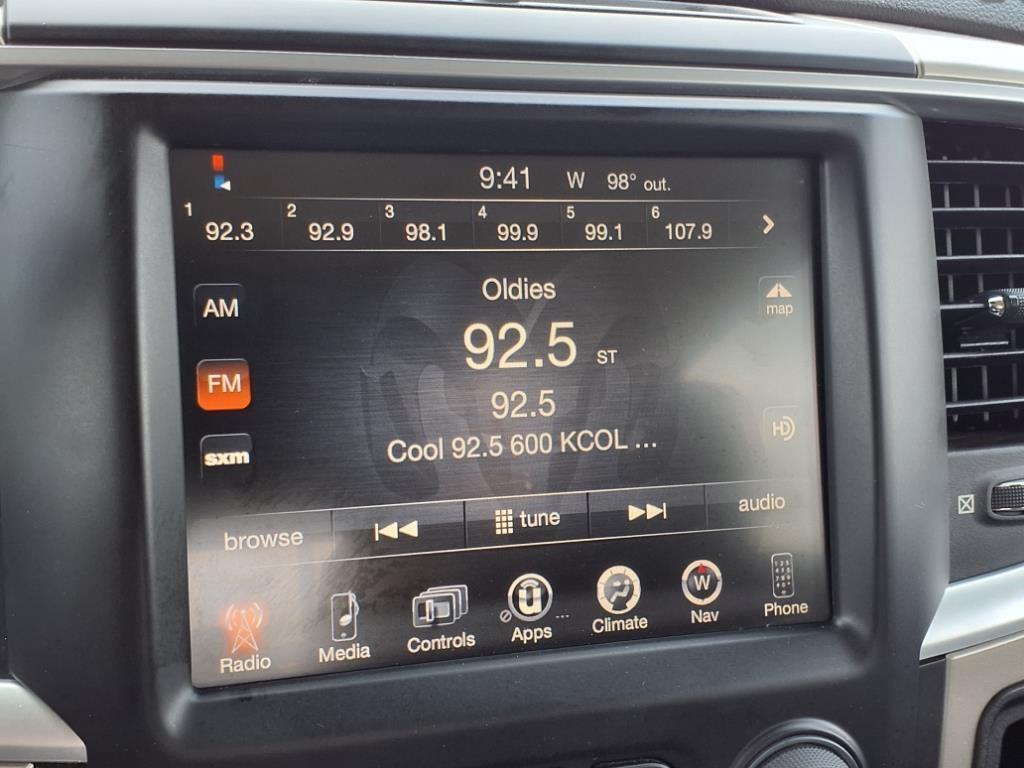 9:41 W 98° out.
1 92.3 2 92.9 3 98.1 4 99.9 5 99.1 6 107.9
AM
FM
sxm
Oldies
92.5 ST
92.5
Cool 92.5 600 KCOL ...
map
HD
browse tune audio
Radio Media Controls Apps ... Climate W Nav Phone